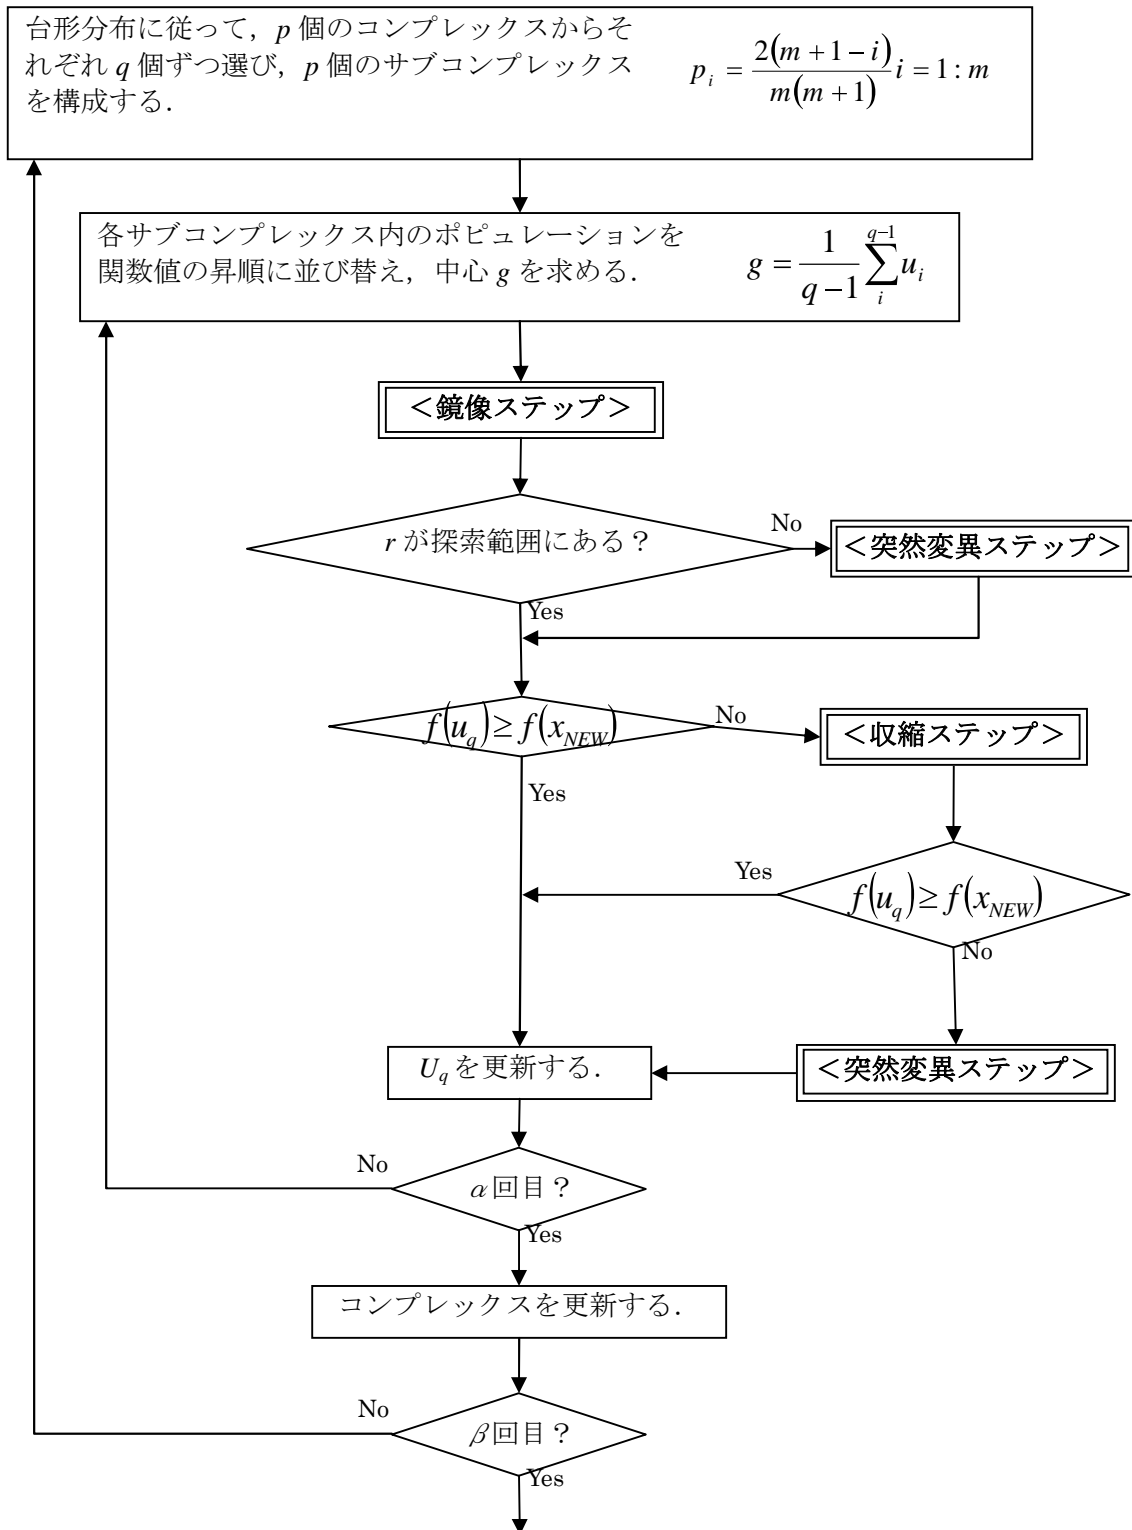 台形分布に従って，p 個のコンプレックスからそ
れぞれ q 個ずつ選び，p 個のサブコンプレックス
を構成する．
p_i = 2(m+1-i) / m(m+1) i = 1 : m
各サブコンプレックス内のポピュレーションを
関数値の昇順に並び替え，中心 g を求める．
g = 1/(q-1) ∑_i^{q-1} u_i
＜鏡像ステップ＞
r が探索範囲にある？
No
＜突然変異ステップ＞
Yes
f(u_q) ≥ f(x_NEW)
No
＜収縮ステップ＞
Yes
Yes
f(u_q) ≥ f(x_NEW)
No
U_q を更新する．
＜突然変異ステップ＞
No
α回目？
Yes
コンプレックスを更新する．
No
β回目？
Yes